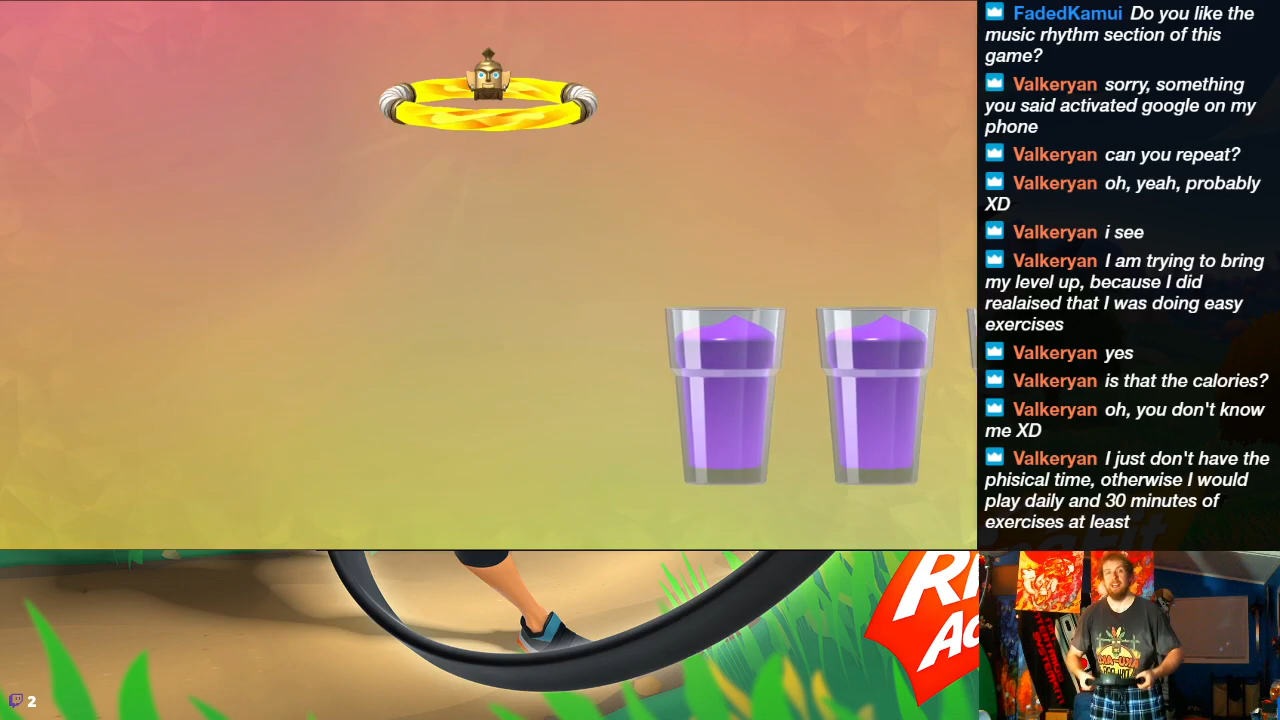 FadedKamui Do you like the
music rhythm section of this
game?
Valkeryan sorry, something
you said activated google on my
phone
Valkeryan can you repeat?
Valkeryan oh, yeah, probably
XD
Valkeryan i see
Valkeryan I am trying to bring
my level up, because I did
realaised that I was doing easy
exercises
Valkeryan yes
Valkeryan is that the calories?
Valkeryan oh, you don't know
me XD
Valkeryan I just don't have the
phisical time, otherwise I would
play daily and 30 minutes of
exercises at least
2